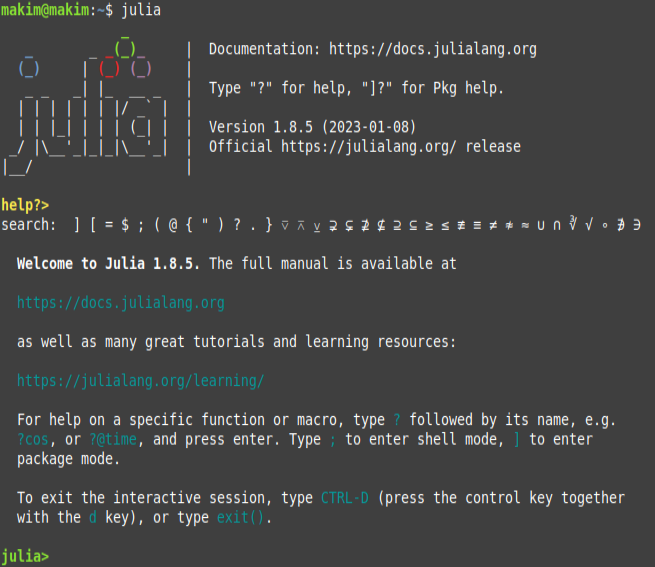 makim@makim:~$ julia
Documentation: https://docs.julialang.org
Type "?" for help, "]?" for Pkg help.
Version 1.8.5 (2023-01-08)
Official https://julialang.org/ release
help?>
search: ] [ = $ ; ( @ { " ) ? . } ⊽ ⊼ ⊻ ⊋ ⊊ ⊉ ⊈ ⊇ ⊆ ≥ ≤ ≢ ≡ ≠ ≉ ≈ ∪ ∩ ∛ √ ∘ ∌ ∋
Welcome to Julia 1.8.5. The full manual is available at
https://docs.julialang.org
as well as many great tutorials and learning resources:
https://julialang.org/learning/
For help on a specific function or macro, type ? followed by its name, e.g.
?cos, or ?@time, and press enter. Type ; to enter shell mode, ] to enter
package mode.
To exit the interactive session, type CTRL-D (press the control key together
with the d key), or type exit().
julia>